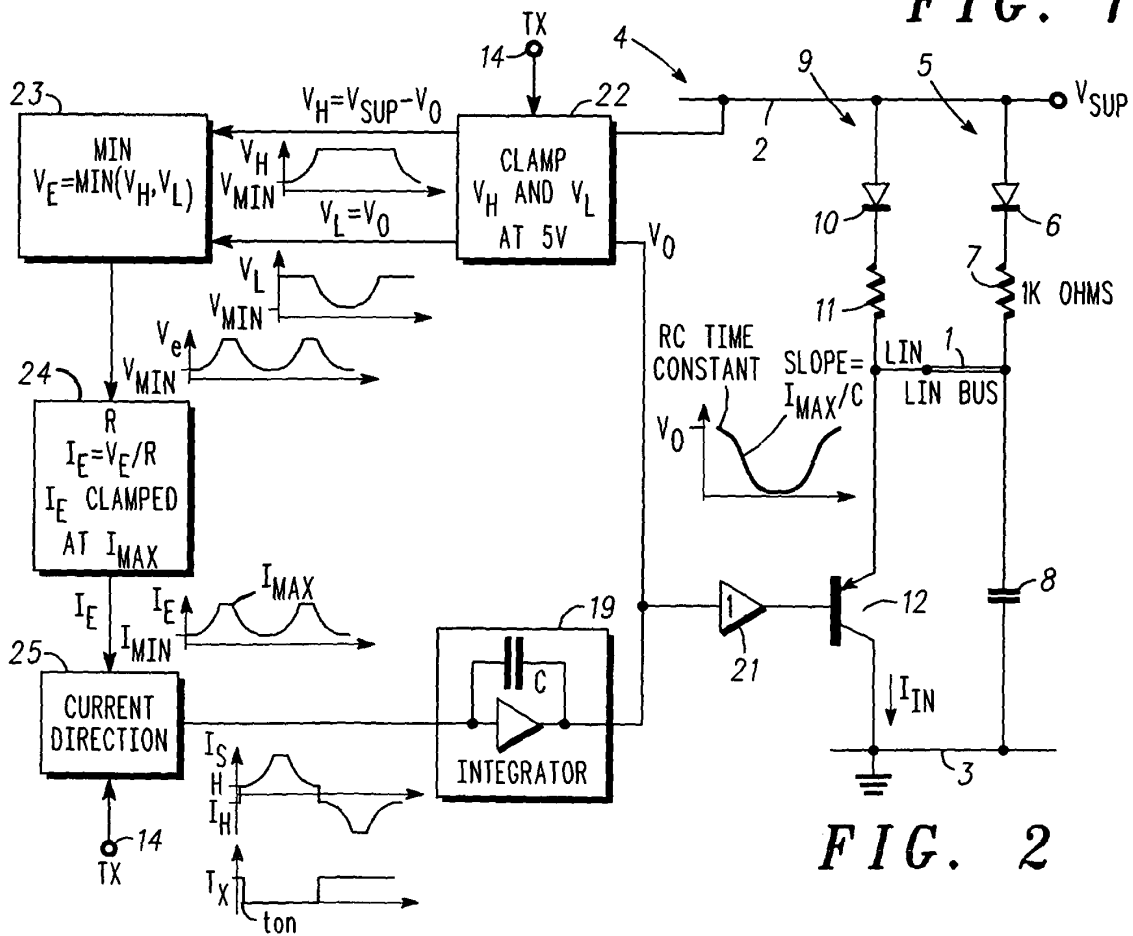 FIG. 1
TX
14
4
9
5
VSUP
23
VH=VSUP-VO
22
2
MIN
VE=MIN(VH,VL)
VH
VMIN
CLAMP
VH AND VL
AT 5V
VL=VO
VO
10
6
7
1K OHMS
11
VL
VMIN
Ve
VMIN
RC TIME
CONSTANT
SLOPE=
IMAX/C
LIN
1
LIN BUS
24
R
IE=VE/R
IE CLAMPED
AT IMAX
VO
8
IE
IE
IMAX
IMIN
19
1
12
21
25
CURRENT
DIRECTION
C
INTEGRATOR
IIN
IS
H
IH
3
14
TX
TX
ton
FIG. 2